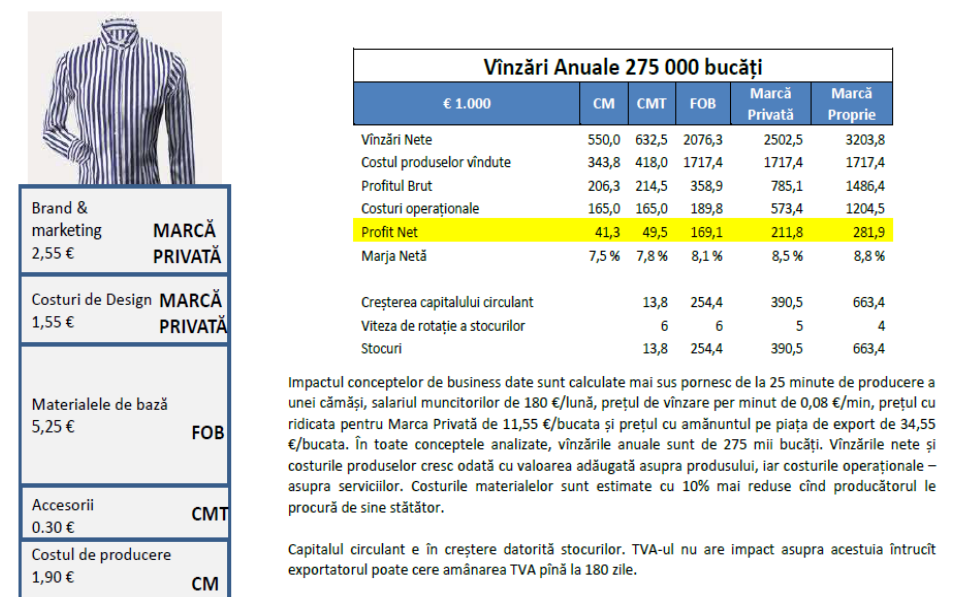 Vînzări Anuale 275 000 bucăți
€ 1.000 CM CMT FOB Marcă Privată Marcă Proprie
Vînzări Nete 550,0 632,5 2076,3 2502,5 3203,8
Costul produselor vîndute 343,8 418,0 1717,4 1717,4 1717,4
Profitul Brut 206,3 214,5 358,9 785,1 1486,4
Costuri operaționale 165,0 165,0 189,8 573,4 1204,5
Profit Net 41,3 49,5 169,1 211,8 281,9
Marja Netă 7,5 % 7,8 % 8,1 % 8,5 % 8,8 %
Creșterea capitalului circulant 13,8 254,4 390,5 663,4
Viteza de rotație a stocurilor 6 6 5 4
Stocuri 13,8 254,4 390,5 663,4
Brand &
marketing MARCĂ
2,55 € PRIVATĂ
Costuri de Design MARCĂ
1,55 € PRIVATĂ
Materialele de bază
5,25 € FOB
Accesorii CMT
0.30 €
Costul de producere
1,90 € CM
Impactul conceptelor de business date sunt calculate mai sus pornesc de la 25 minute de producere a
unei cămăși, salariul muncitorilor de 180 €/lună, prețul de vînzare per minut de 0,08 €/min, prețul cu
ridicata pentru Marca Privată de 11,55 €/bucata și prețul cu amănuntul pe piața de export de 34,55
€/bucata. În toate conceptele analizate, vînzările anuale sunt de 275 mii bucăți. Vînzările nete și
costurile produselor cresc odată cu valoarea adăugată asupra produsului, iar costurile operaționale –
asupra serviciilor. Costurile materialelor sunt estimate cu 10% mai reduse cînd producătorul le
procură de sine stătător.
Capitalul circulant e în creștere datorită stocurilor. TVA-ul nu are impact asupra acestuia întrucît
exportatorul poate cere amânarea TVA pînă la 180 zile.